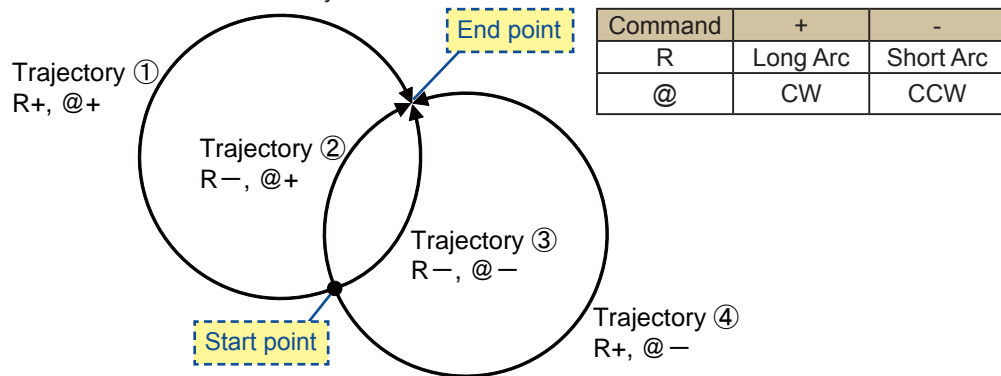 End point
Command + -
R Long Arc Short Arc
@ CW CCW
Trajectory ①
R+, @+
Trajectory ②
R－, @+
Trajectory ③
R－, @－
Trajectory ④
R+, @－
Start point